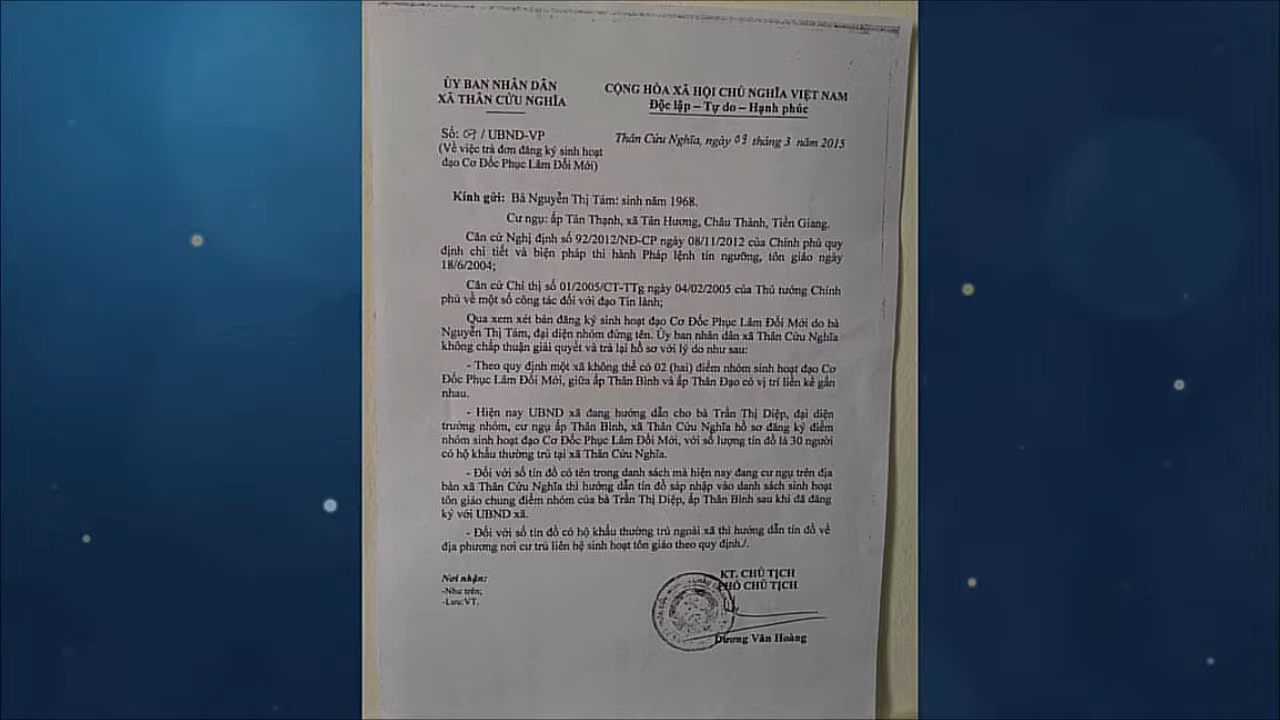 ỦY BAN NHÂN DÂN
XÃ THÂN CỬU NGHĨA
CỘNG HÒA XÃ HỘI CHỦ NGHĨA VIỆT NAM
Độc lập – Tự do – Hạnh phúc
Số: 07 / UBND-VP
Thân Cửu Nghĩa, ngày 09 tháng 3 năm 2015
(Về việc trả đơn đăng ký sinh hoạt
đạo Cơ Đốc Phục Lâm Đổi Mới)
Kính gửi: Bà Nguyễn Thị Tám: sinh năm 1968.
Cư ngụ: ấp Tân Thạnh, xã Tân Hương, Châu Thành, Tiền Giang.
Căn cứ Nghị định số 92/2012/NĐ-CP ngày 08/11/2012 của Chính phủ quy
định chi tiết và biện pháp thi hành Pháp lệnh tín ngưỡng, tôn giáo ngày
18/6/2004;
Căn cứ Chỉ thị số 01/2005/CT-TTg ngày 04/02/2005 của Thủ tướng Chính
phủ về một số công tác đối với đạo Tin lành;
Qua xem xét bản đăng ký sinh hoạt đạo Cơ Đốc Phục Lâm Đổi Mới do bà
Nguyễn Thị Tám, đại diện nhóm đứng tên. Ủy ban nhân dân xã Thân Cửu Nghĩa
không chấp thuận giải quyết và trả lại hồ sơ với lý do như sau:
- Theo quy định một xã không thể có 02 (hai) điểm nhóm sinh hoạt đạo Cơ
Đốc Phục Lâm Đổi Mới, giữa ấp Thân Bình và ấp Thân Đạo có vị trí liền kề gần
nhau.
- Hiện nay UBND xã đang hướng dẫn cho bà Trần Thị Diệp, đại diện
trưởng nhóm, cư ngụ ấp Thân Bình, xã Thân Cửu Nghĩa hồ sơ đăng ký điểm
nhóm sinh hoạt đạo Cơ Đốc Phục Lâm Đổi Mới, với số lượng tín đồ là 30 người
có hộ khẩu thường trú tại xã Thân Cửu Nghĩa.
- Đối với số tín đồ có tên trong danh sách mà hiện nay đang cư ngụ trên địa
bàn xã Thân Cửu Nghĩa thì hướng dẫn tín đồ sáp nhập vào danh sách sinh hoạt
tôn giáo chung điểm nhóm của bà Trần Thị Diệp, ấp Thân Bình sau khi đã đăng
ký với UBND xã.
- Đối với số tín đồ có hộ khẩu thường trú ngoài xã thì hướng dẫn tín đồ về
địa phương nơi cư trú liên hệ sinh hoạt tôn giáo theo quy định./.
Nơi nhận:
-Như trên;
-Lưu:VT.
KT. CHỦ TỊCH
PHÓ CHỦ TỊCH
Dương Văn Hoàng